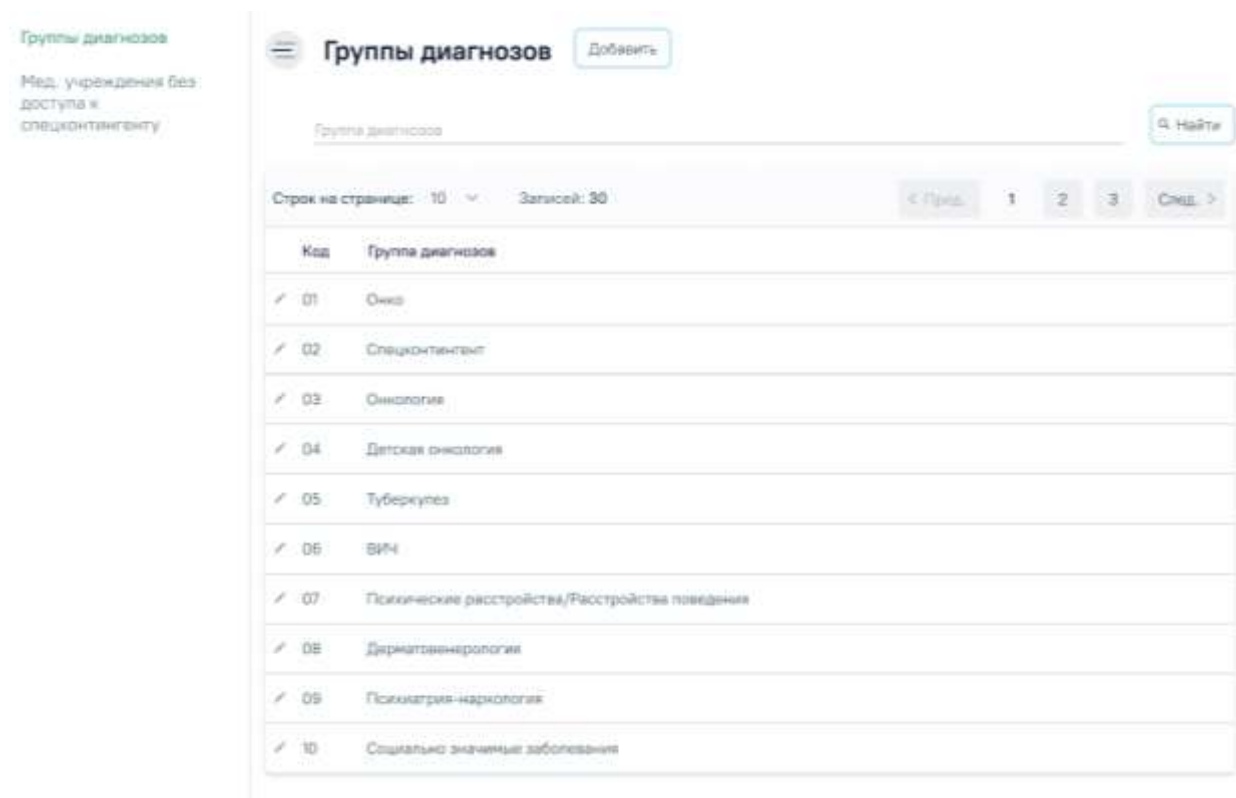 Группы диагнозов
Мед. учреждения без
доступа к
спецконтингенту
Группы диагнозов Добавить
Группа диагнозов Найти
Строк на странице: 10 Записей: 30 < Пред. 1 2 3 След. >
Код Группа диагнозов
01 Онко
02 Спецконтингент
03 Онкология
04 Детская онкология
05 Туберкулез
06 ВИЧ
07 Психические расстройства/Расстройства поведения
08 Дерматовенерология
09 Психиатрия-наркология
10 Социально значимые заболевания